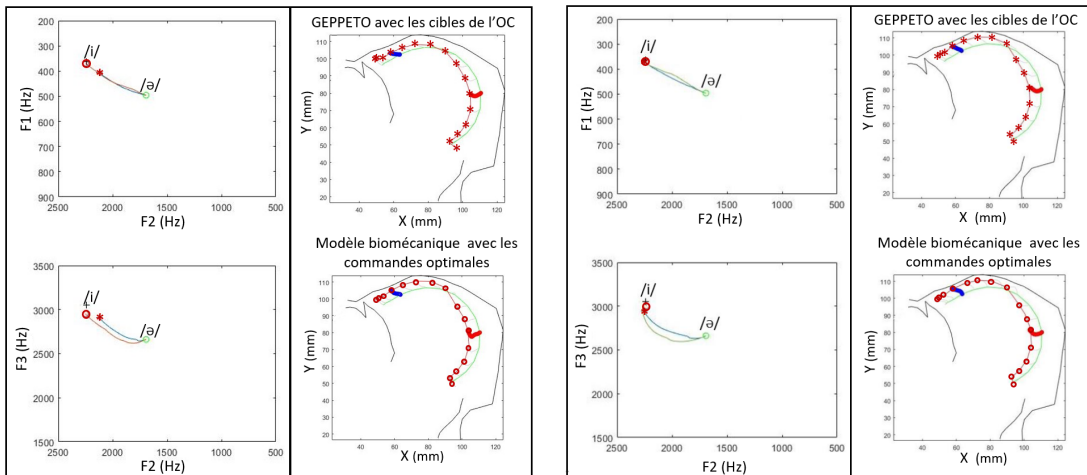 200
300
400
500
600
700
800
900
F1 (Hz)
/i/
/ə/
2500 2000 1500 1000 500
F2 (Hz)
GEPPETO avec les cibles de l'OC
110
100
90
80
70
60
50
40
30
20
Y (mm)
40 60 80 100 120
X (mm)
3500
3000
2500
2000
1500
F3 (Hz)
/i/
/ə/
2500 2000 1500 1000 500
F2 (Hz)
Modèle biomécanique avec les
commandes optimales
110
100
90
80
70
60
50
40
30
20
Y (mm)
40 60 80 100 120
X (mm)
200
300
400
500
600
700
800
900
F1 (Hz)
/i/
/ə/
2500 2000 1500 1000 500
F2 (Hz)
GEPPETO avec les cibles de l'OC
110
100
90
80
70
60
50
40
30
20
Y (mm)
40 60 80 100 120
X (mm)
3500
3000
2500
2000
1500
F3 (Hz)
/i/
/ə/
2500 2000 1500 1000 500
F2 (Hz)
Modèle biomécanique avec les
commandes optimales
110
100
90
80
70
60
50
40
30
20
Y (mm)
40 60 80 100 120
X (mm)